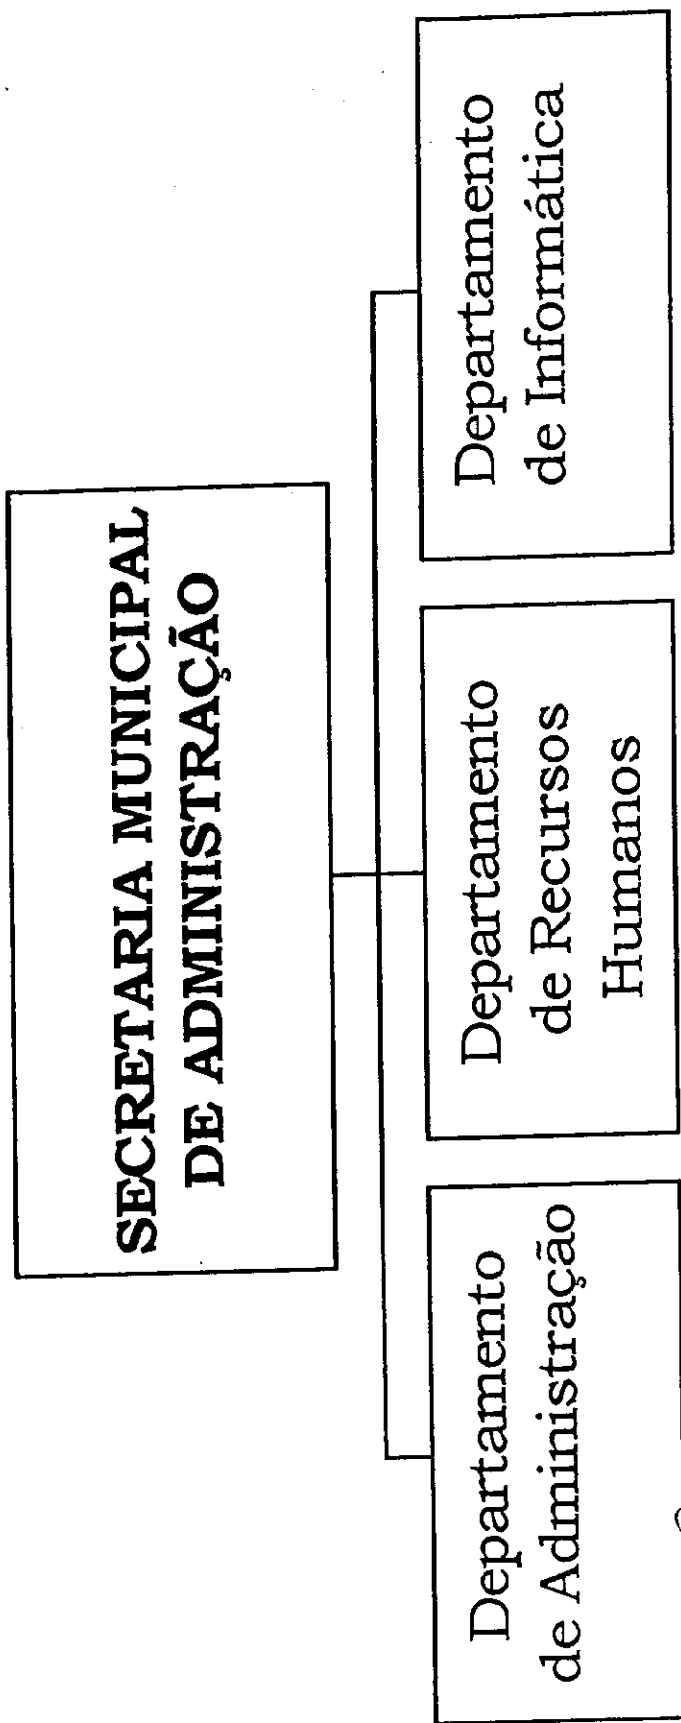 SECRETARIA MUNICIPAL
DE ADMINISTRAÇÃO
Departamento
de Administração
Departamento
de Recursos
Humanos
Departamento
de Informática